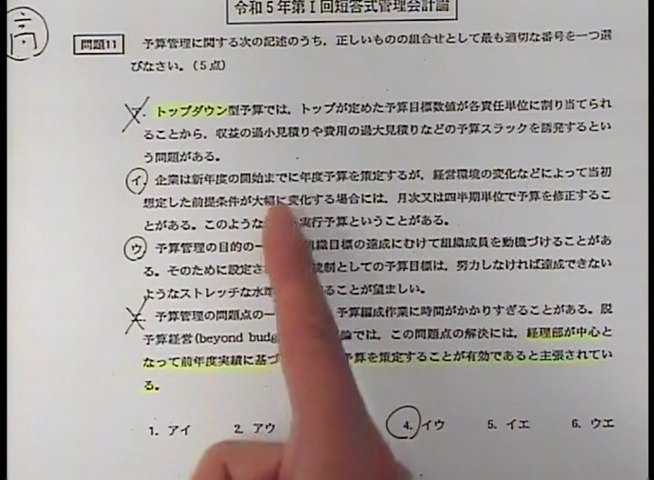 令和5年第Ⅰ回短答式管理会計論
高
問題11 予算管理に関する次の記述のうち、正しいものの組合せとして最も適切な番号を一つ選
びなさい。(5点)
ア. トップダウン型予算では、トップが定めた予算目標数値が各責任単位に割り当てられ
ることから、収益の過小見積りや費用の過大見積りなどの予算スラックを誘発するとい
う問題がある。
イ. 企業は新年度の開始までに年度予算を策定するが、経営環境の変化などによって当初
想定した前提条件が大幅に変化する場合には、月次又は四半期単位で予算を修正するこ
とがある。このような 実行予算ということがある。
ウ. 予算管理の目的の一 組織目標の達成にむけて組織成員を動機づけることがあ
る。そのために設定さ 規制としての予算目標は、努力しなければ達成できない
ようなストレッチな水準 ることが望ましい。
エ. 予算管理の問題点の一 予算編成作業に時間がかかりすぎることがある。脱
予算経営(beyond budg 論では、この問題点の解決には、経理部が中心と
なって前年度実績に基づ 予算を策定することが有効であると主張されてい
る。
1. アイ 2. アウ 4. イウ 5. イエ 6. ウエ